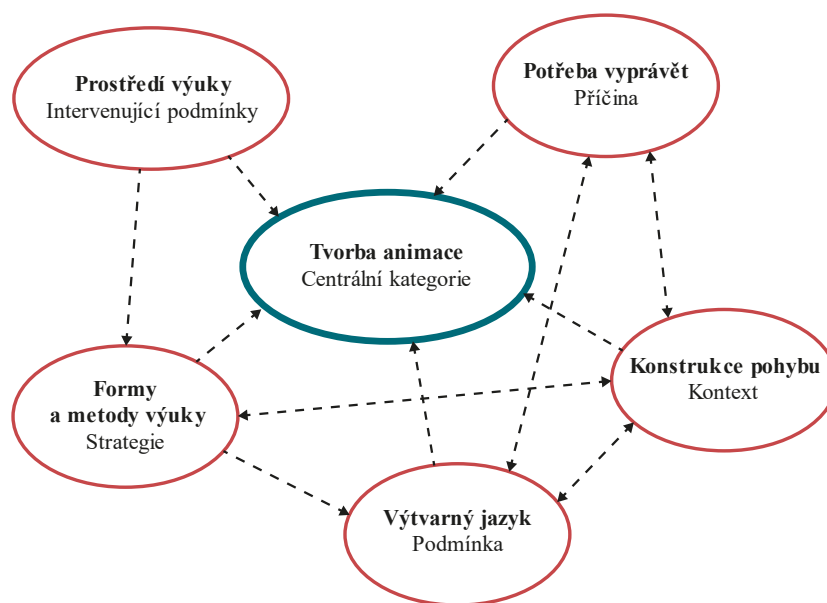 Prostředí výuky
Intervenující podmínky
Potřeba vyprávět
Příčina
Tvorba animace
Centrální kategorie
Konstrukce pohybu
Kontext
Formy
a metody výuky
Strategie
Výtvarný jazyk
Podmínka